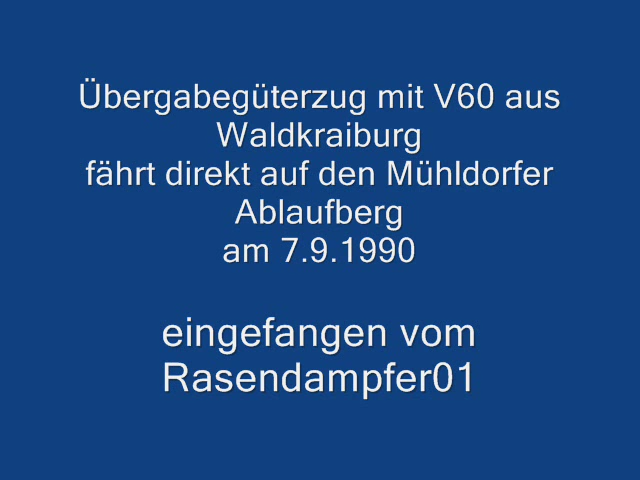 Übergabegüterzug mit V60 aus
Waldkraiburg
fährt direkt auf den Mühldorfer
Ablaufberg
am 7.9.1990
eingefangen vom
Rasendampfer01